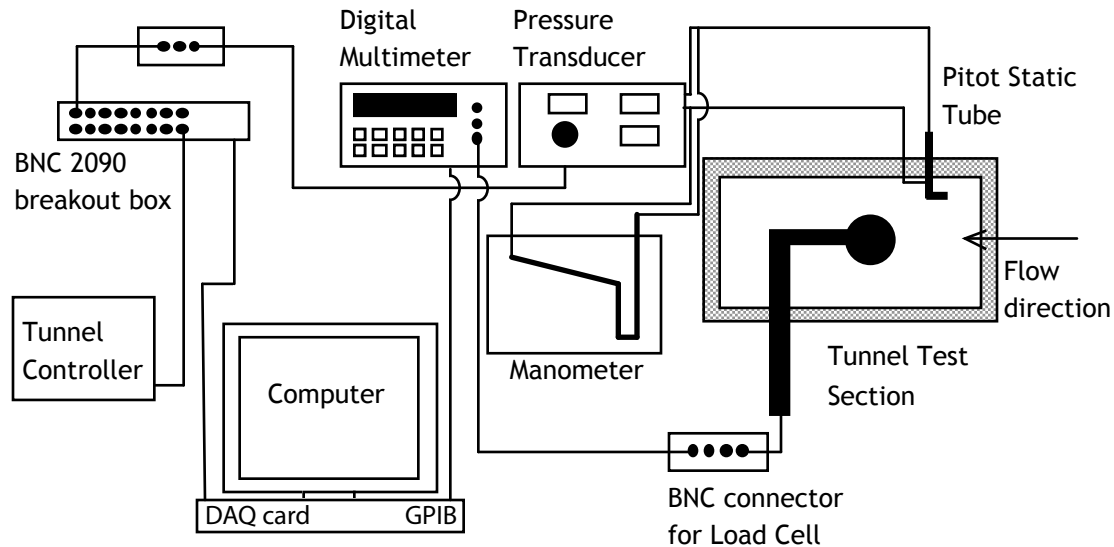 Digital
Multimeter
Pressure
Transducer
Pitot Static
Tube
BNC 2090
breakout box
Flow
direction
Tunnel
Controller
Computer
Manometer
Tunnel Test
Section
DAQ card
GPIB
BNC connector
for Load Cell